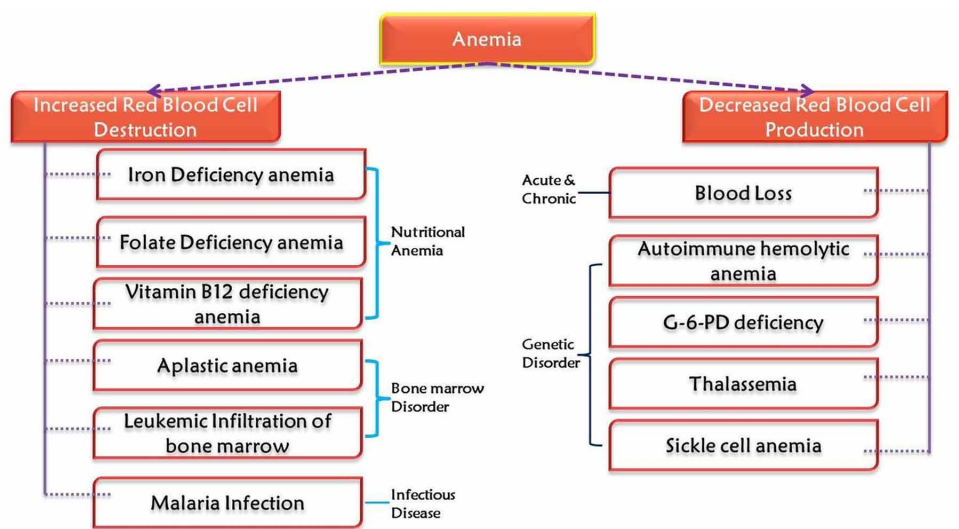 Anemia
Increased Red Blood Cell
Destruction
Iron Deficiency anemia
Folate Deficiency anemia
Vitamin B12 deficiency
anemia
Nutritional
Anemia
Aplastic anemia
Leukemic Infiltration of
bone marrow
Bone marrow
Disorder
Malaria Infection
Infectious
Disease
Decreased Red Blood Cell
Production
Acute &
Chronic
Blood Loss
Autoimmune hemolytic
anemia
G-6-PD deficiency
Thalassemia
Sickle cell anemia
Genetic
Disorder